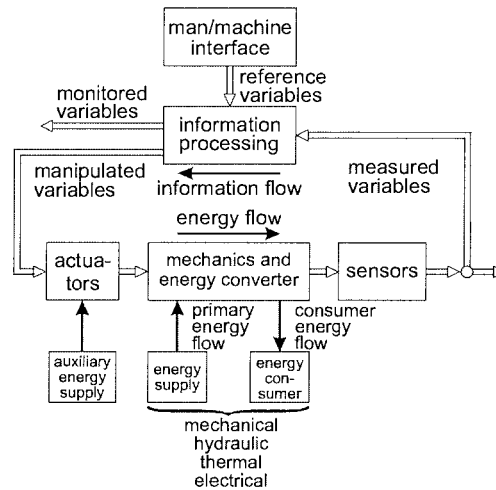 man/machine
interface
reference
variables
monitored
variables
information
processing
manipulated
variables
measured
variables
information flow
energy flow
actua-
tors
mechanics and
energy converter
sensors
primary
energy
flow
consumer
energy
flow
auxiliary
energy
supply
energy
supply
energy
con-
sumer
mechanical
hydraulic
thermal
electrical